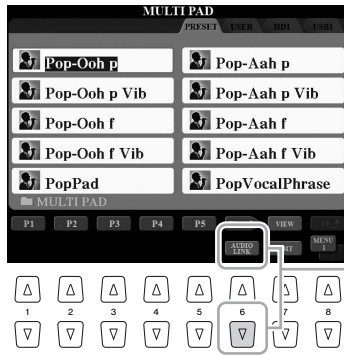 MULTI PAD
PRESET USER HD1 USB1
Pop-Ooh p Pop-Aah p
Pop-Ooh p Vib Pop-Aah p Vib
Pop-Ooh f Pop-Aah f
Pop-Ooh f Vib Pop-Aah f Vib
PopPad PopVocalPhrase
MULTI PAD
P1 P2 P3 P4 P5 VIEW
AUDIO LINK MENU 1
1 2 3 4 5 6 7 8